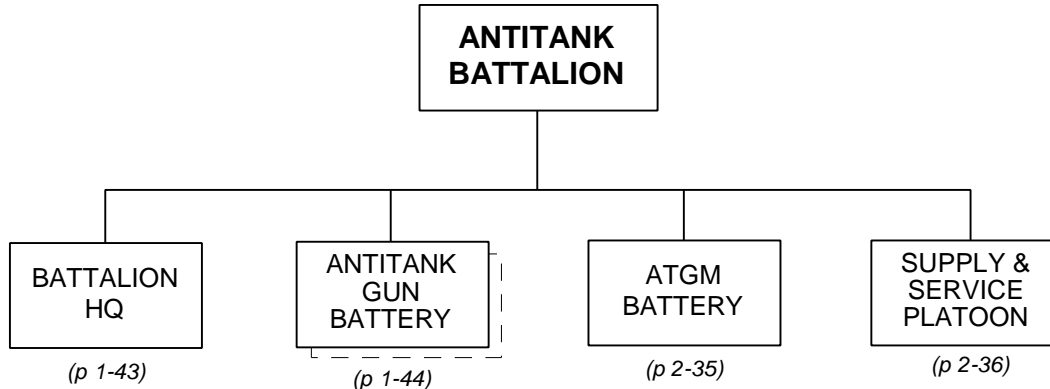 ANTITANK
BATTALION
BATTALION
HQ
(p 1-43)
ANTITANK
GUN
BATTERY
(p 1-44)
ATGM
BATTERY
(p 2-35)
SUPPLY &
SERVICE
PLATOON
(p 2-36)